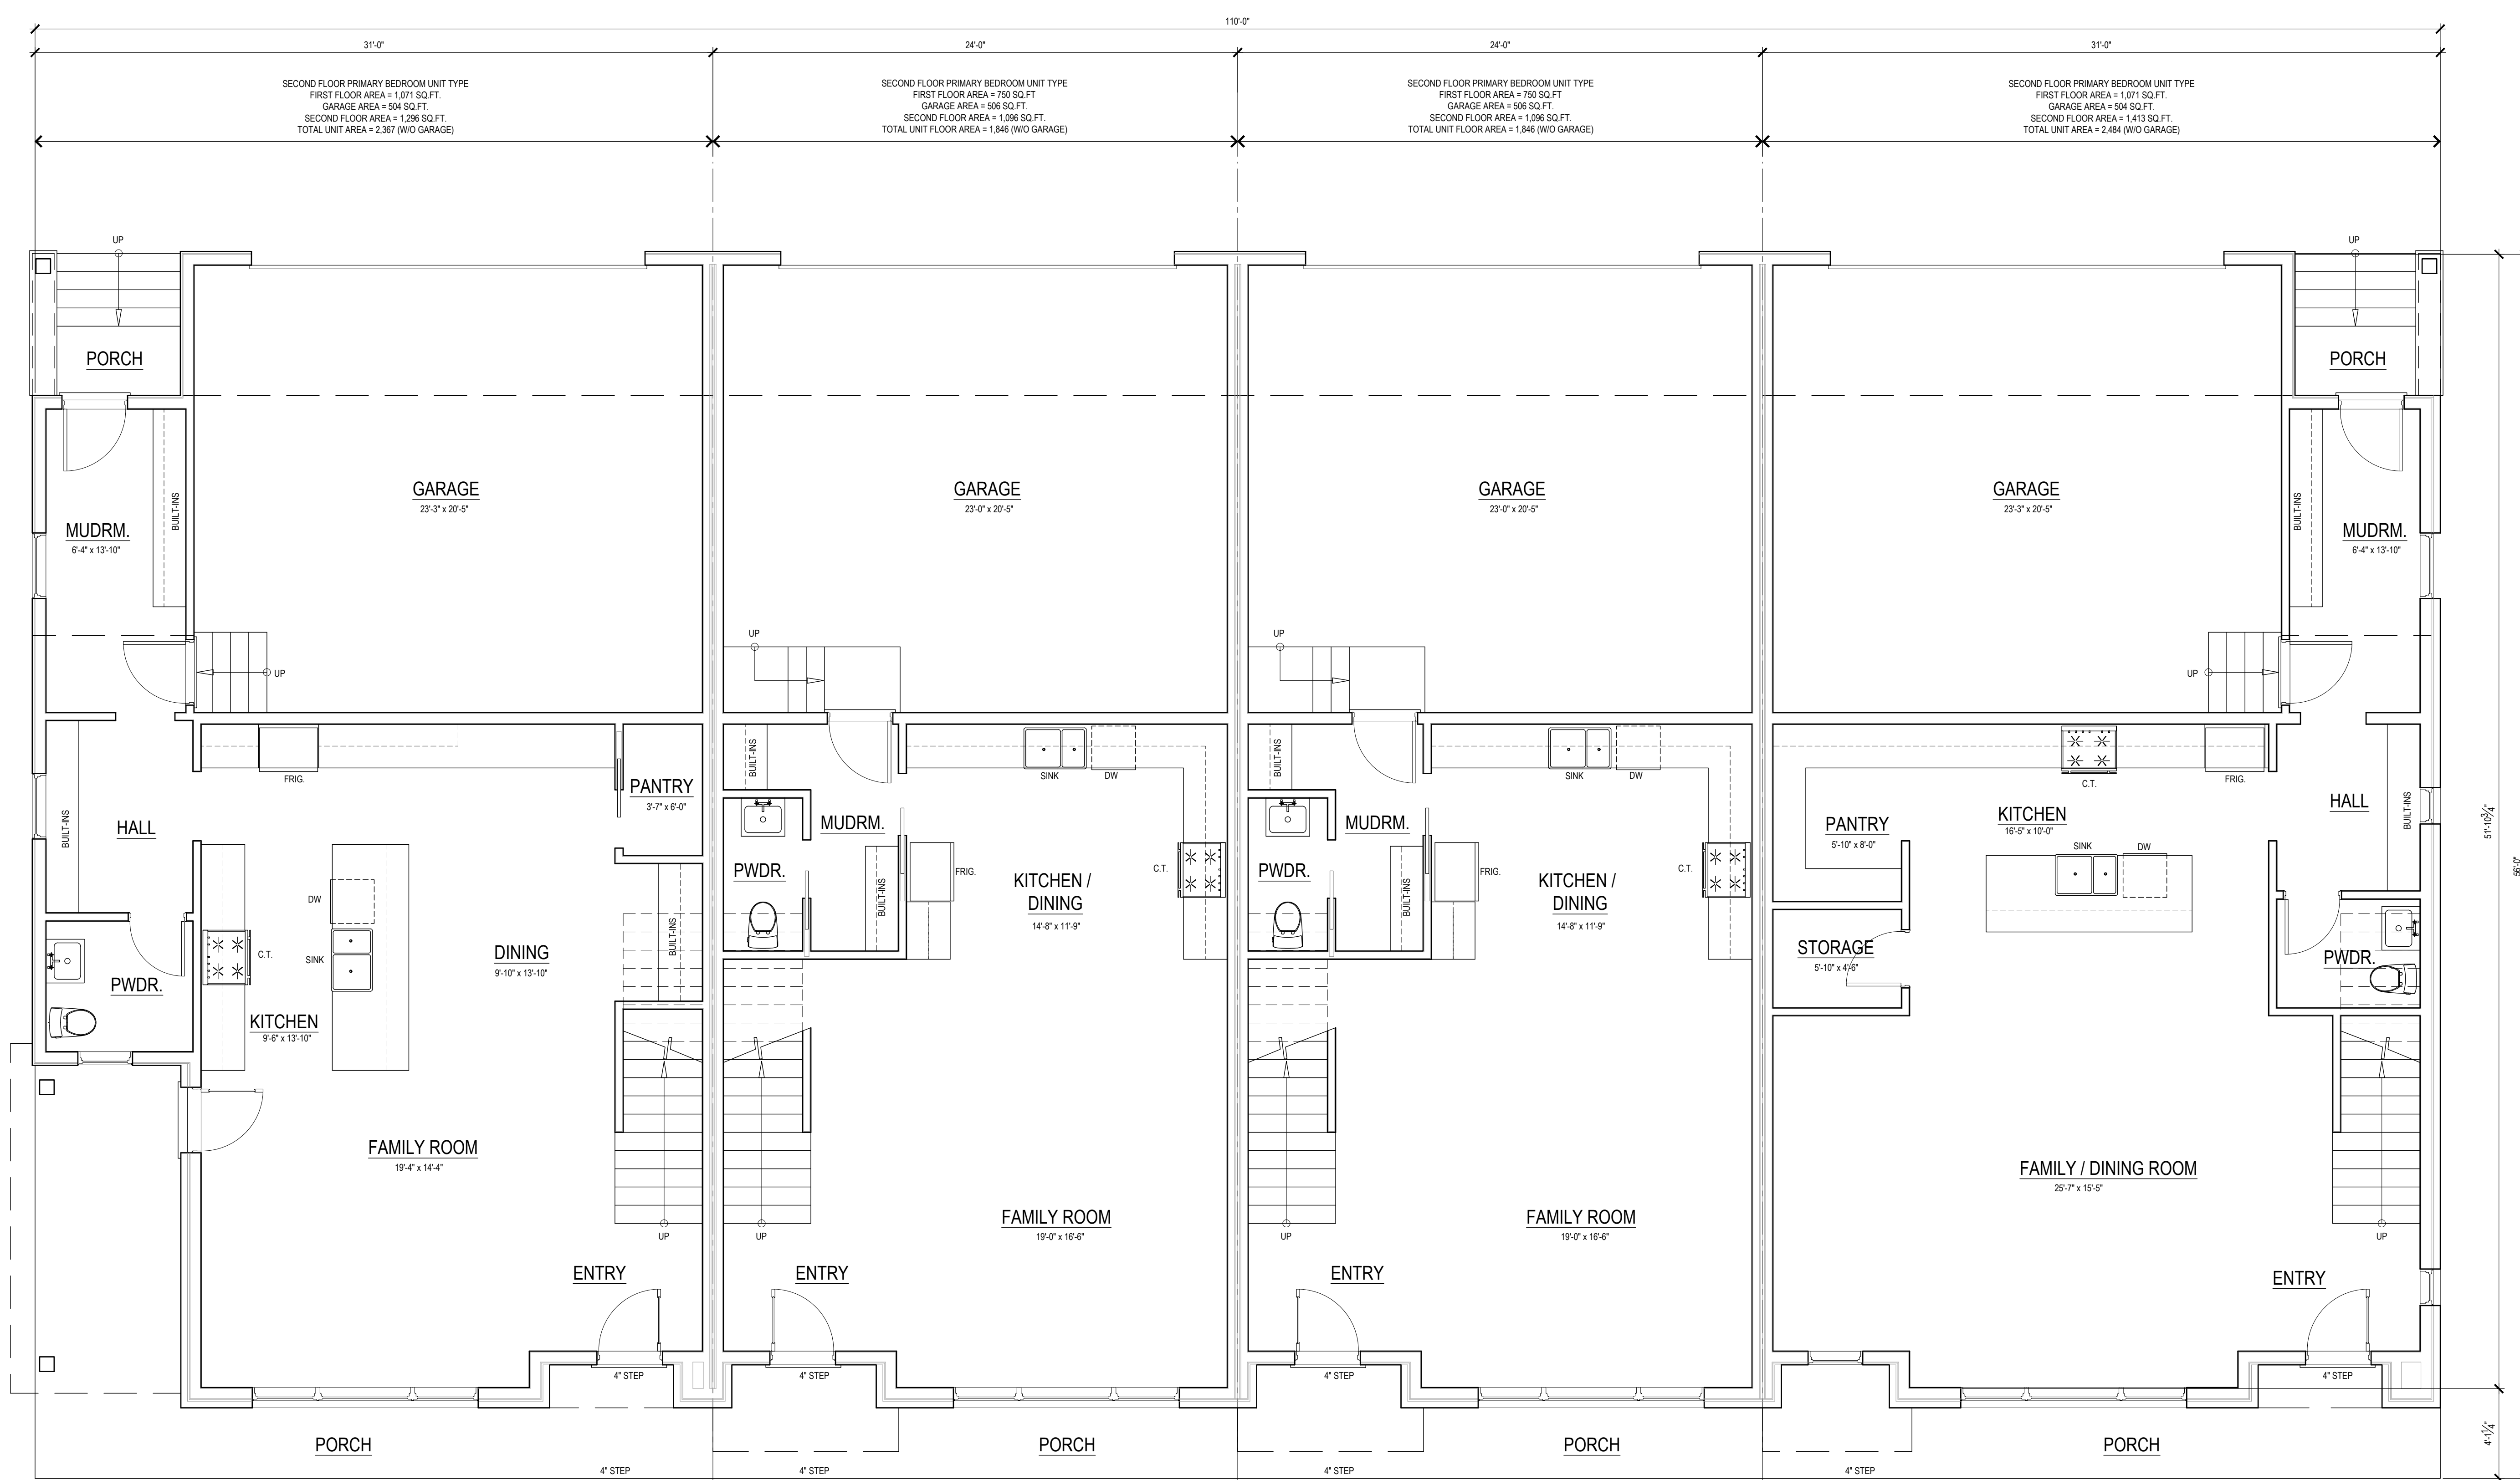 110'-0"
31'-0"
24'-0"
24'-0"
31'-0"
SECOND FLOOR PRIMARY BEDROOM UNIT TYPE
FIRST FLOOR AREA = 1,071 SQ.FT.
GARAGE AREA = 504 SQ.FT.
SECOND FLOOR AREA = 1,296 SQ.FT.
TOTAL UNIT AREA = 2,367 (W/O GARAGE)
SECOND FLOOR PRIMARY BEDROOM UNIT TYPE
FIRST FLOOR AREA = 750 SQ.FT
GARAGE AREA = 506 SQ.FT.
SECOND FLOOR AREA = 1,096 SQ.FT.
TOTAL UNIT FLOOR AREA = 1,846 (W/O GARAGE)
SECOND FLOOR PRIMARY BEDROOM UNIT TYPE
FIRST FLOOR AREA = 750 SQ.FT
GARAGE AREA = 506 SQ.FT.
SECOND FLOOR AREA = 1,096 SQ.FT.
TOTAL UNIT FLOOR AREA = 1,846 (W/O GARAGE)
SECOND FLOOR PRIMARY BEDROOM UNIT TYPE
FIRST FLOOR AREA = 1,071 SQ.FT.
GARAGE AREA = 504 SQ.FT.
SECOND FLOOR AREA = 1,413 SQ.FT.
TOTAL UNIT AREA = 2,484 (W/O GARAGE)
UP
PORCH
MUDRM.
6'-4" x 13'-10"
BUILT-INS
GARAGE
23'-3" x 20'-5"
UP
FRIG.
PANTRY
3'-7" x 6'-0"
HALL
BUILT-INS
DW
SINK
C.T.
PWDR.
KITCHEN
9'-6" x 13'-10"
DINING
9'-10" x 13'-10"
BUILT-INS
FAMILY ROOM
19'-4" x 14'-4"
UP
ENTRY
4" STEP
PORCH
4" STEP
GARAGE
23'-0" x 20'-5"
UP
BUILT-INS
SINK
DW
MUDRM.
PWDR.
BUILT-INS
FRIG.
C.T.
KITCHEN /
DINING
14'-8" x 11'-9"
FAMILY ROOM
19'-0" x 16'-6"
UP
ENTRY
4" STEP
PORCH
4" STEP
GARAGE
23'-0" x 20'-5"
UP
BUILT-INS
SINK
DW
MUDRM.
PWDR.
BUILT-INS
FRIG.
C.T.
KITCHEN /
DINING
14'-8" x 11'-9"
FAMILY ROOM
19'-0" x 16'-6"
UP
ENTRY
4" STEP
PORCH
4" STEP
UP
PORCH
GARAGE
23'-3" x 20'-5"
BUILT-INS
MUDRM.
6'-4" x 13'-10"
UP
C.T.
FRIG.
HALL
BUILT-INS
KITCHEN
16'-5" x 10'-0"
PANTRY
5'-10" x 8'-0"
SINK
DW
STORAGE
5'-10" x 4'-6"
PWDR.
FAMILY / DINING ROOM
25'-7" x 15'-5"
UP
ENTRY
4" STEP
PORCH
4" STEP
51'-10¾"
56'-0"
4'-1¼"